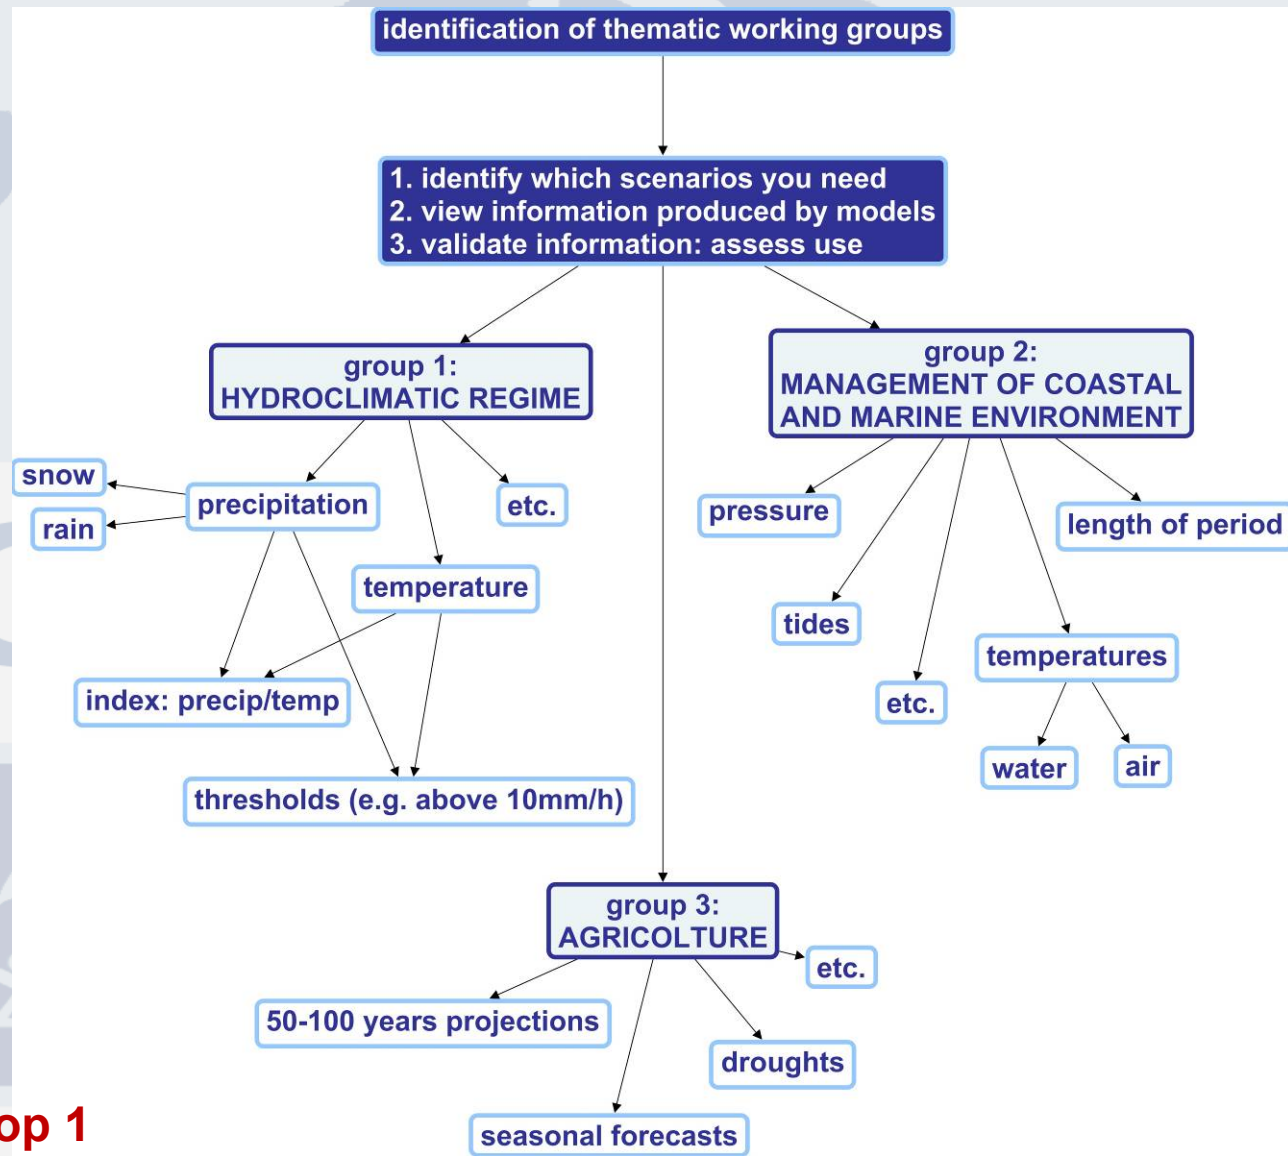 identification of thematic working groups
1. identify which scenarios you need
2. view information produced by models
3. validate information: assess use
group 1:
HYDROCLIMATIC REGIME
group 2:
MANAGEMENT OF COASTAL
AND MARINE ENVIRONMENT
snow
rain
precipitation
etc.
temperature
index: precip/temp
thresholds (e.g. above 10mm/h)
pressure
length of period
tides
temperatures
etc.
water
air
group 3:
AGRICOLTURE
etc.
50-100 years projections
droughts
seasonal forecasts
op 1